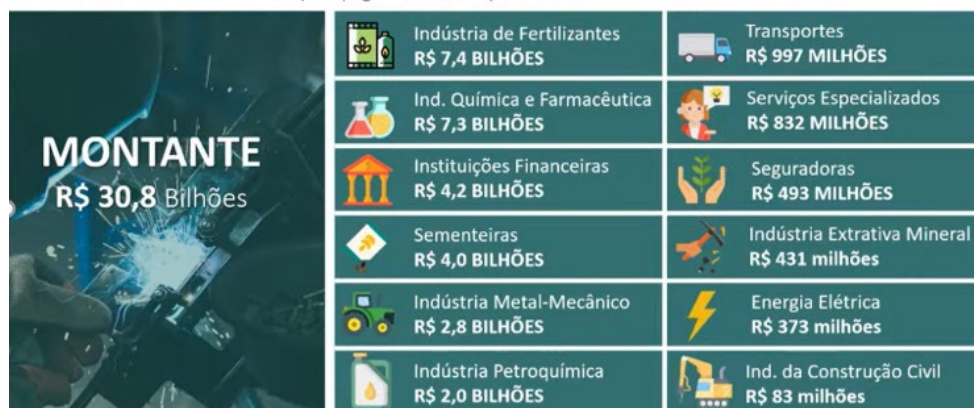 MONTANTE
R$ 30,8 Bilhões
Indústria de Fertilizantes
R$ 7,4 BILHÕES
Ind. Química e Farmacêutica
R$ 7,3 BILHÕES
Instituições Financeiras
R$ 4,2 BILHÕES
Sementeiras
R$ 4,0 BILHÕES
Indústria Metal-Mecânico
R$ 2,8 BILHÕES
Indústria Petroquímica
R$ 2,0 BILHÕES
Transportes
R$ 997 MILHÕES
Serviços Especializados
R$ 832 MILHÕES
Seguradoras
R$ 493 MILHÕES
Indústria Extrativa Mineral
R$ 431 milhões
Energia Elétrica
R$ 373 milhões
Ind. da Construção Civil
R$ 83 milhões